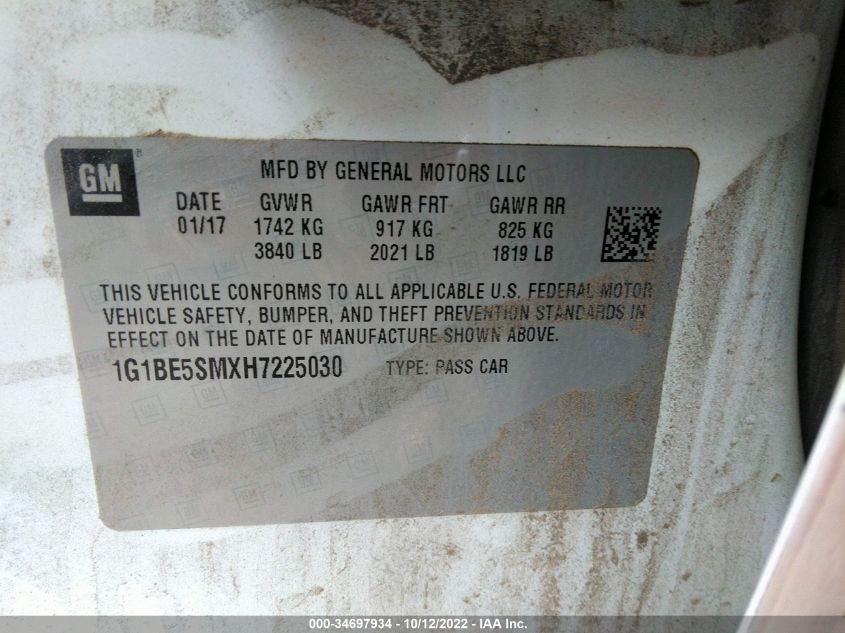 GM ®
MFD BY GENERAL MOTORS LLC
DATE GVWR GAWR FRT GAWR RR
01/17 1742 KG 917 KG 825 KG
3840 LB 2021 LB 1819 LB
THIS VEHICLE CONFORMS TO ALL APPLICABLE U.S. FEDERAL MOTOR
VEHICLE SAFETY, BUMPER, AND THEFT PREVENTION STANDARDS IN
EFFECT ON THE DATE OF MANUFACTURE SHOWN ABOVE.
1G1BE5SMXH7225030 TYPE: PASS CAR
000-34697934 - 10/12/2022 - IAA Inc.